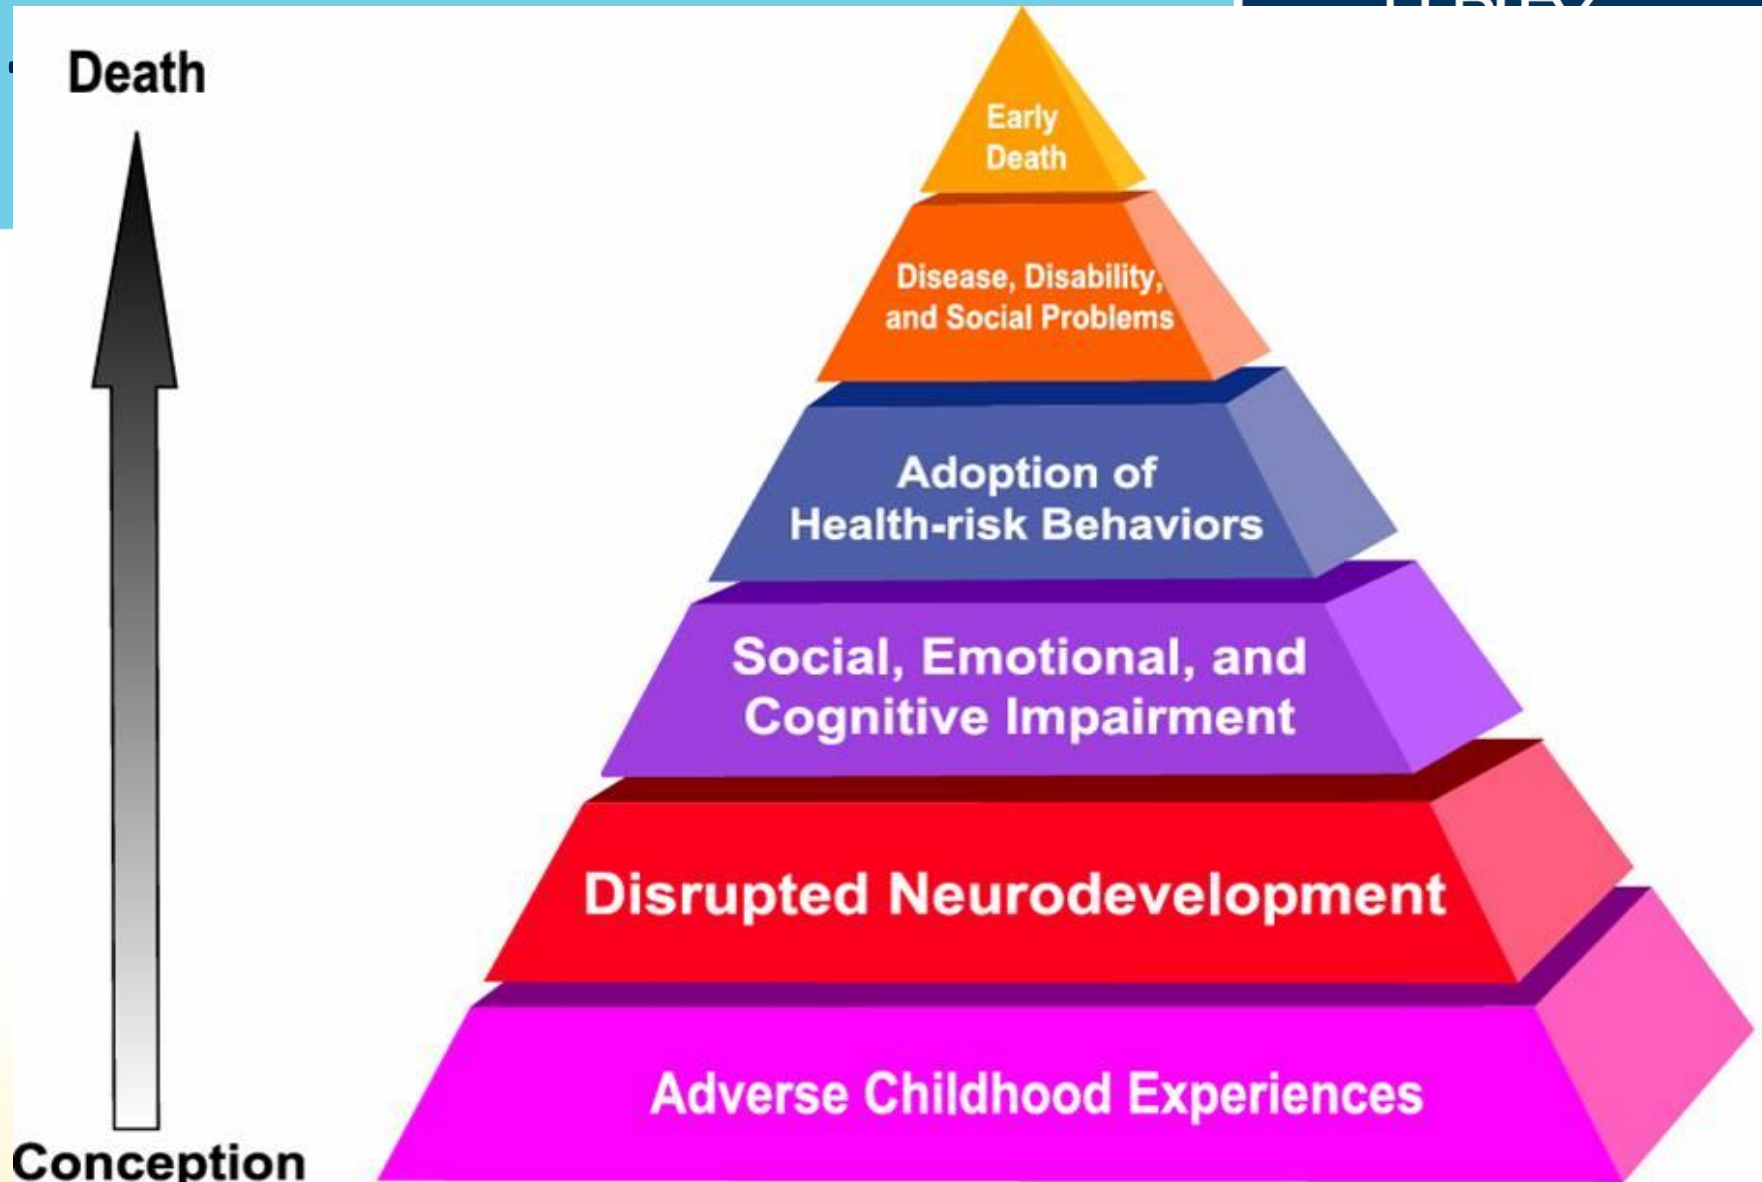 Death
Early
Death
Disease, Disability,
and Social Problems
Adoption of
Health-risk Behaviors
Social, Emotional, and
Cognitive Impairment
Disrupted Neurodevelopment
Adverse Childhood Experiences
Conception